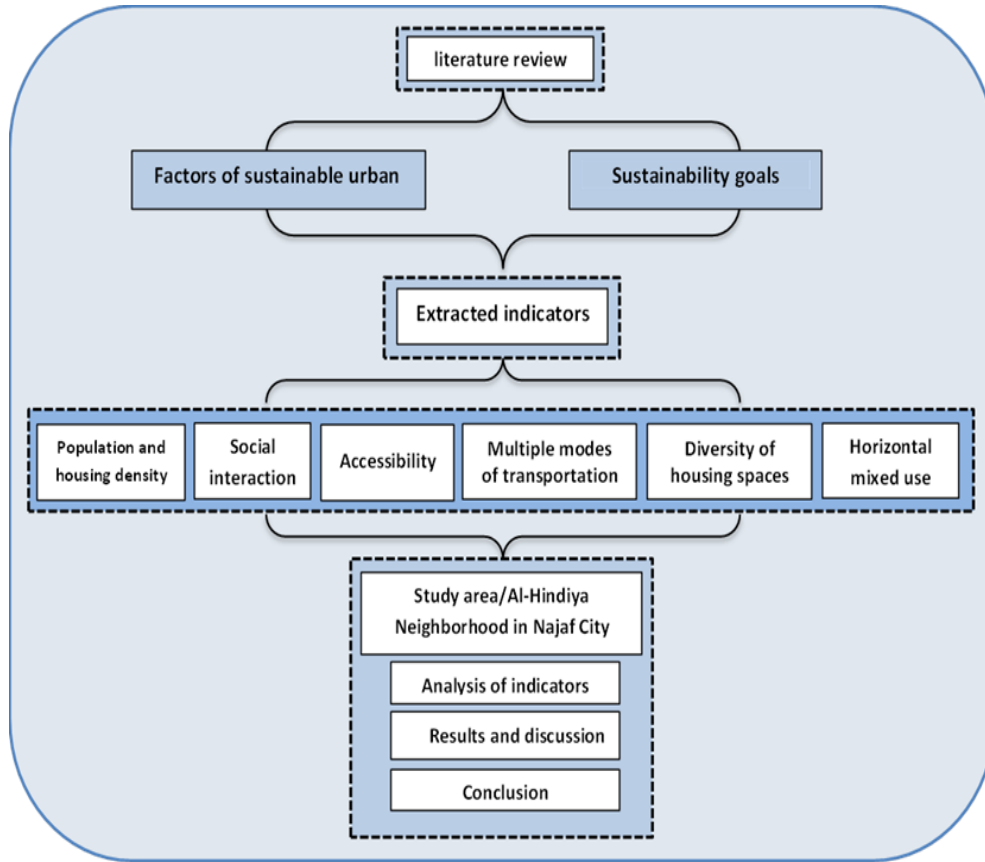 literature review
Factors of sustainable urban
Sustainability goals
Extracted indicators
Population and
housing density
Social
interaction
Accessibility
Multiple modes
of transportation
Diversity of
housing spaces
Horizontal
mixed use
Study area/Al-Hindiya
Neighborhood in Najaf City
Analysis of indicators
Results and discussion
Conclusion